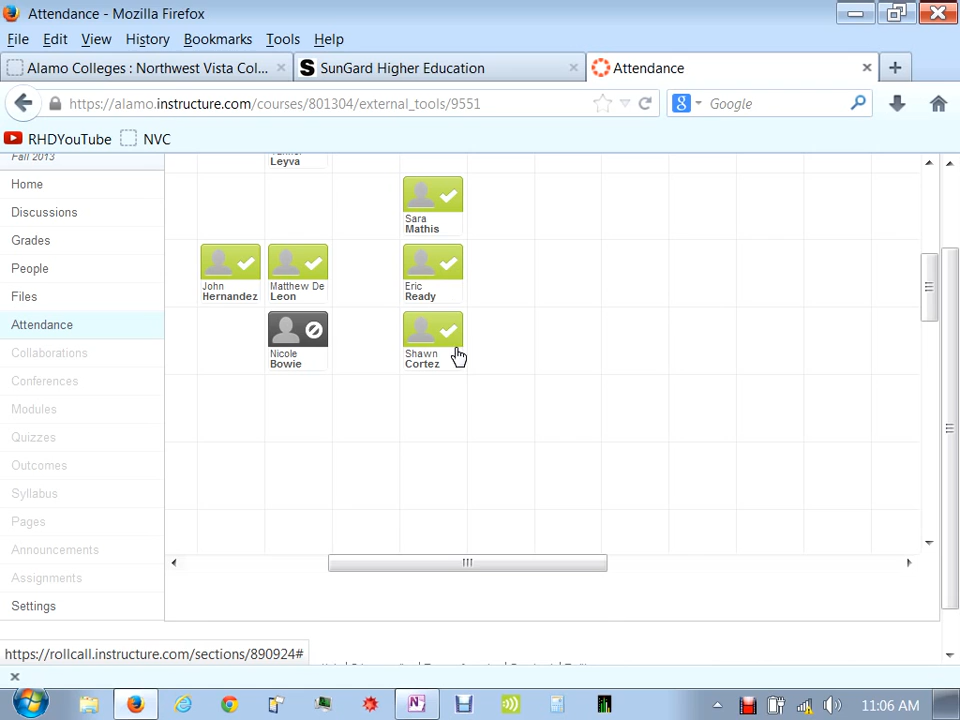 Attendance - Mozilla Firefox
File Edit View History Bookmarks Tools Help
Alamo Colleges : Northwest Vista Col... SunGard Higher Education Attendance
https://alamo.instructure.com/courses/801304/external_tools/9551 Google
RHDYouTube NVC
Fall 2013
Leyva
Home
Discussions
Grades
People
Files
Attendance
Collaborations
Conferences
Modules
Quizzes
Outcomes
Syllabus
Pages
Announcements
Assignments
Settings
Sara
Mathis
John
Hernandez
Matthew De
Leon
Eric
Ready
Nicole
Bowie
Shawn
Cortez
https://rollcall.instructure.com/sections/890924#
11:06 AM